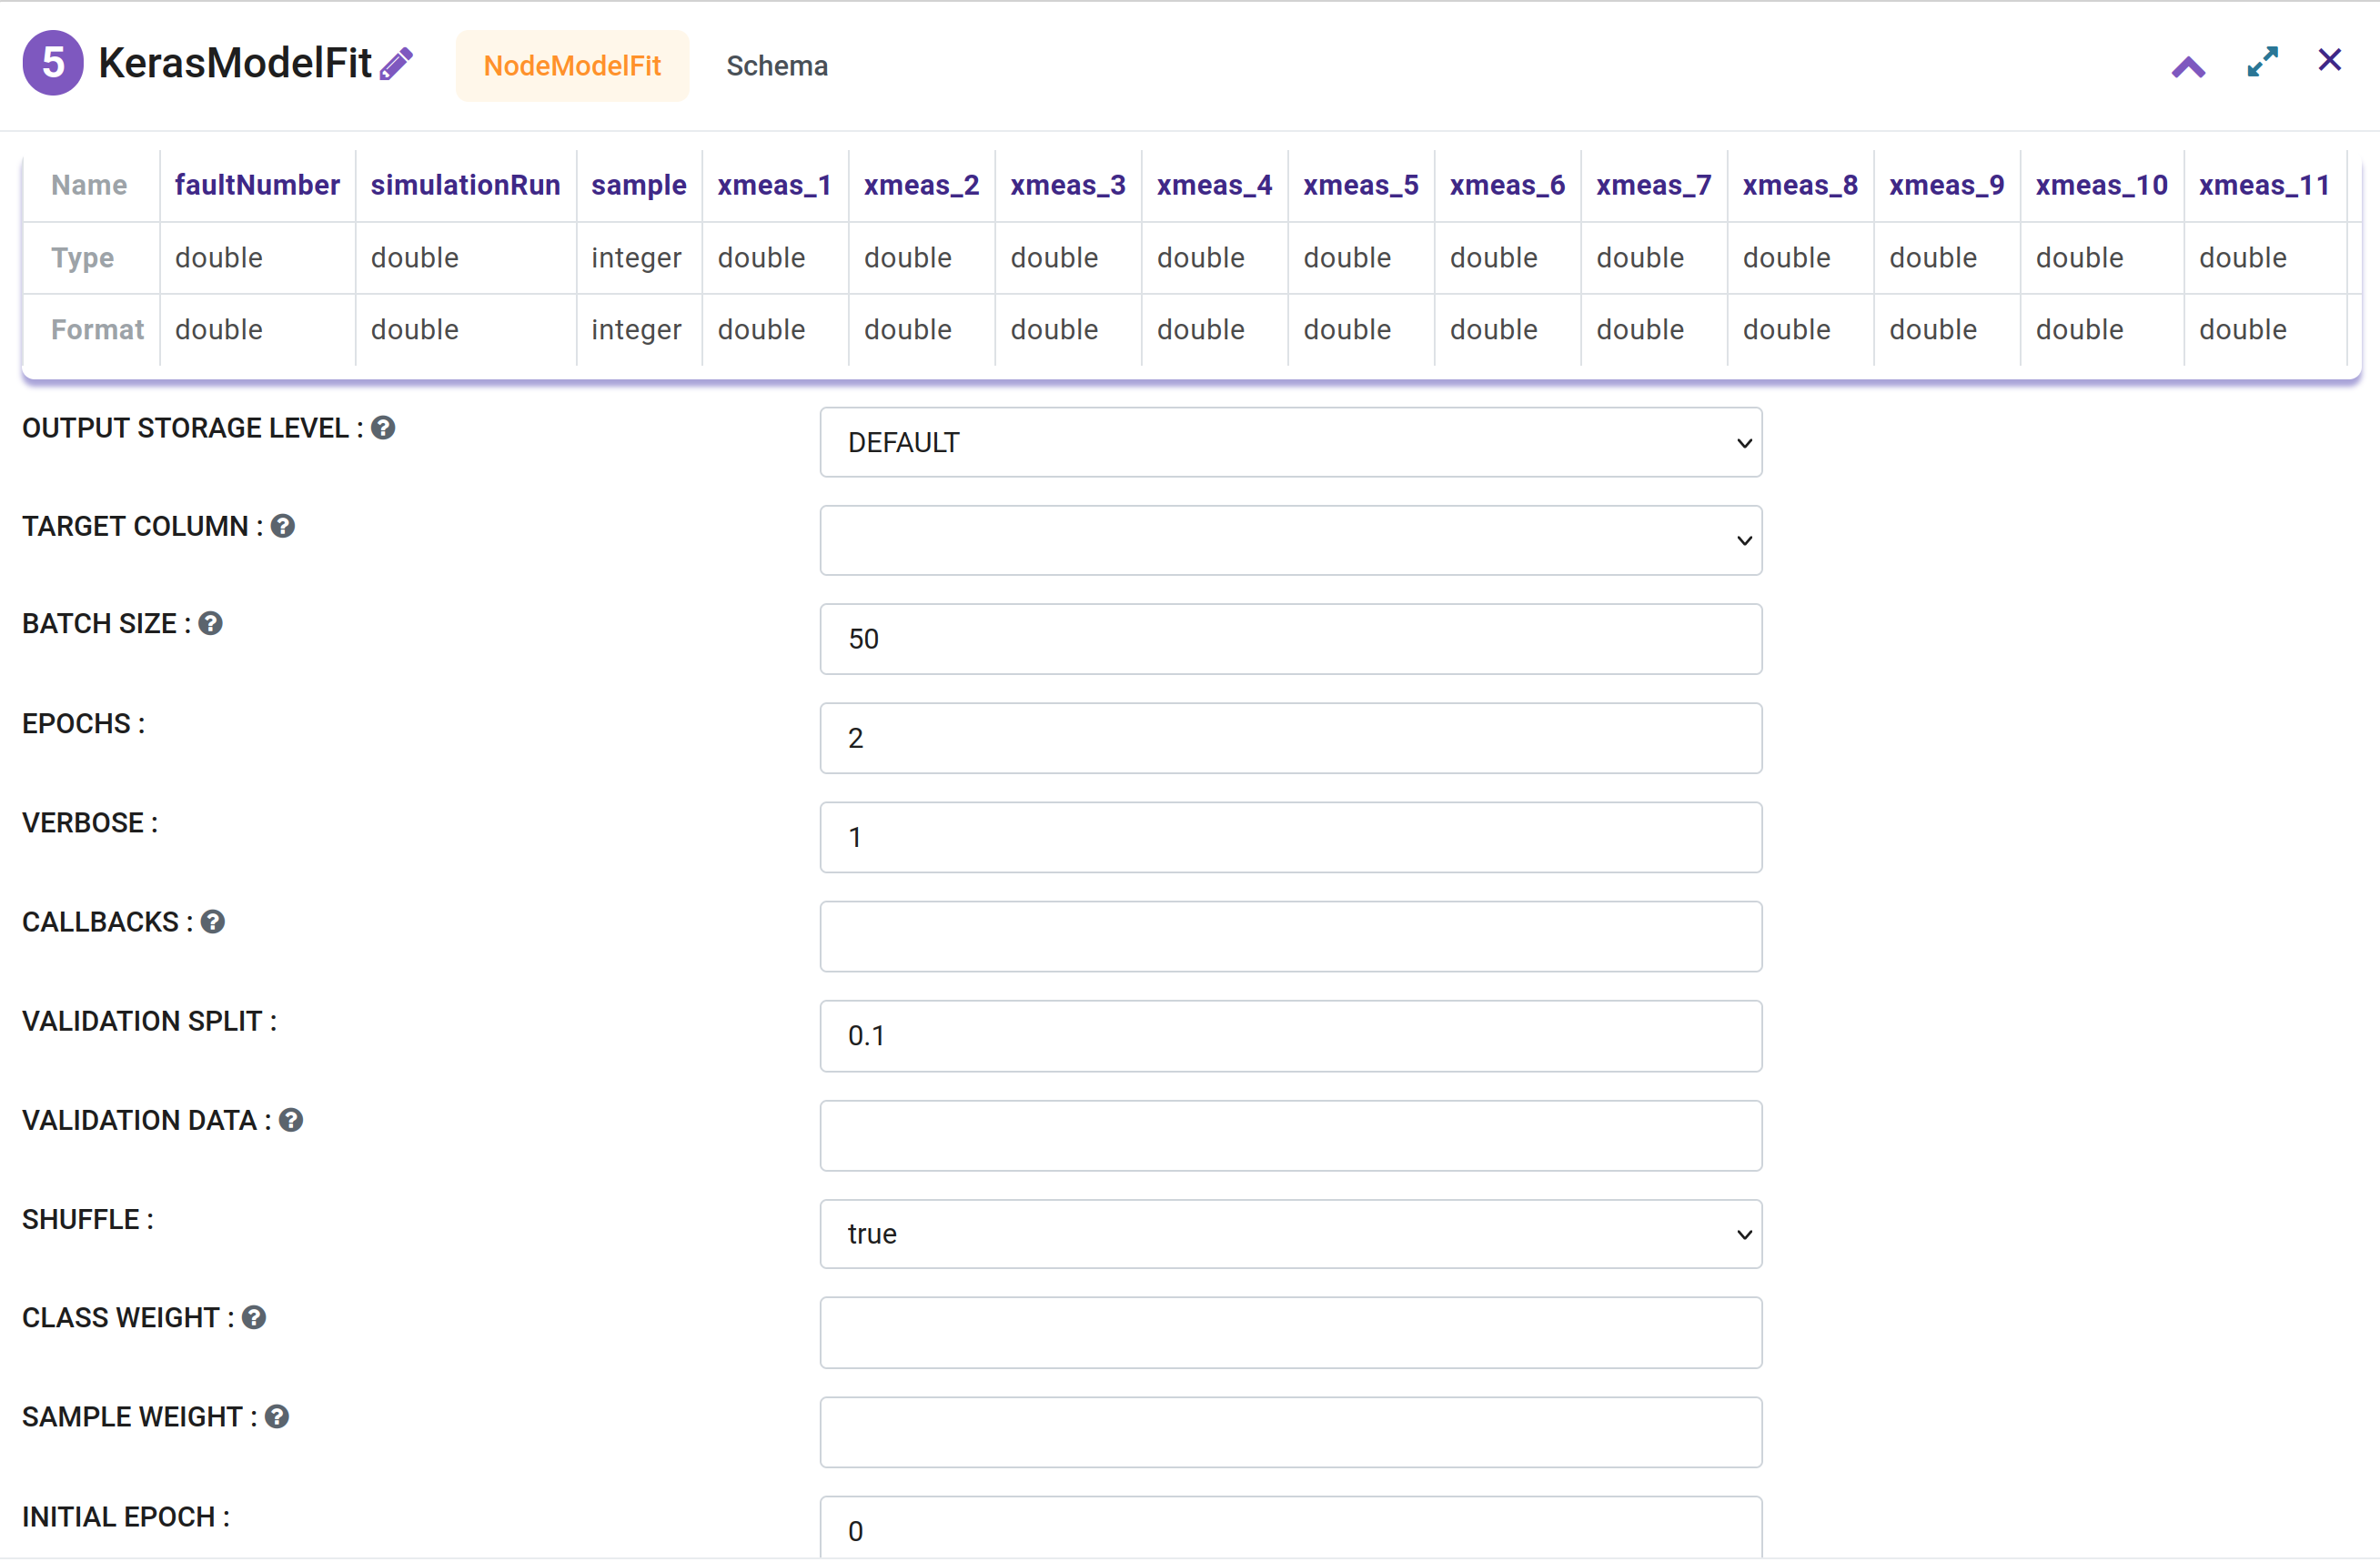 5 KerasModelFit NodeModelFit Schema
Name faultNumber simulationRun sample xmeas_1 xmeas_2 xmeas_3 xmeas_4 xmeas_5 xmeas_6 xmeas_7 xmeas_8 xmeas_9 xmeas_10 xmeas_11
Type double double integer double double double double double double double double double double double
Format double double integer double double double double double double double double double double double
OUTPUT STORAGE LEVEL : DEFAULT
TARGET COLUMN :
BATCH SIZE : 50
EPOCHS : 2
VERBOSE : 1
CALLBACKS :
VALIDATION SPLIT : 0.1
VALIDATION DATA :
SHUFFLE : true
CLASS WEIGHT :
SAMPLE WEIGHT :
INITIAL EPOCH : 0